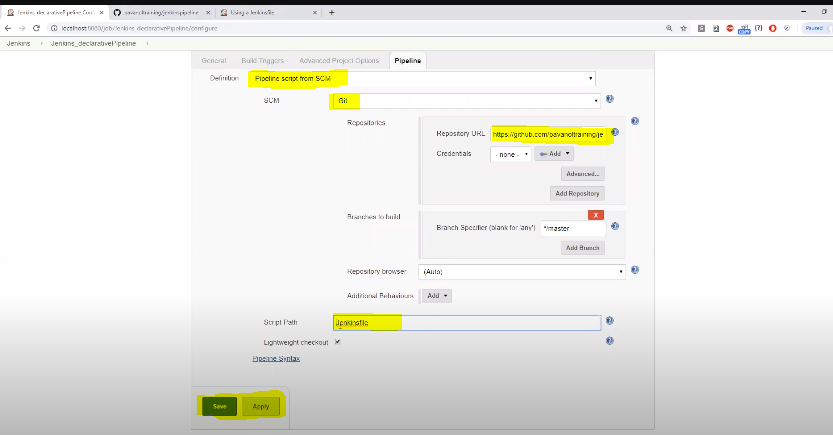 Jenkins_declarativePipeline Conf
pavanoltraining/jenkinspipeline
Using a Jenkinsfile
localhost:8080/job/Jenkins_declarativePipeline/configure
Paused
Jenkins
Jenkins_declarativePipeline
General
Build Triggers
Advanced Project Options
Pipeline
Definition
Pipeline script from SCM
SCM
Git
Repositories
Repository URL
https://github.com/pavanoltraining/je
Credentials
- none -
Add
Advanced...
Add Repository
X
Branches to build
Branch Specifier (blank for 'any')
*/master
Add Branch
Repository browser
(Auto)
Additional Behaviours
Add
Script Path
Jenkinsfile
Lightweight checkout
Pipeline Syntax
Save
Apply